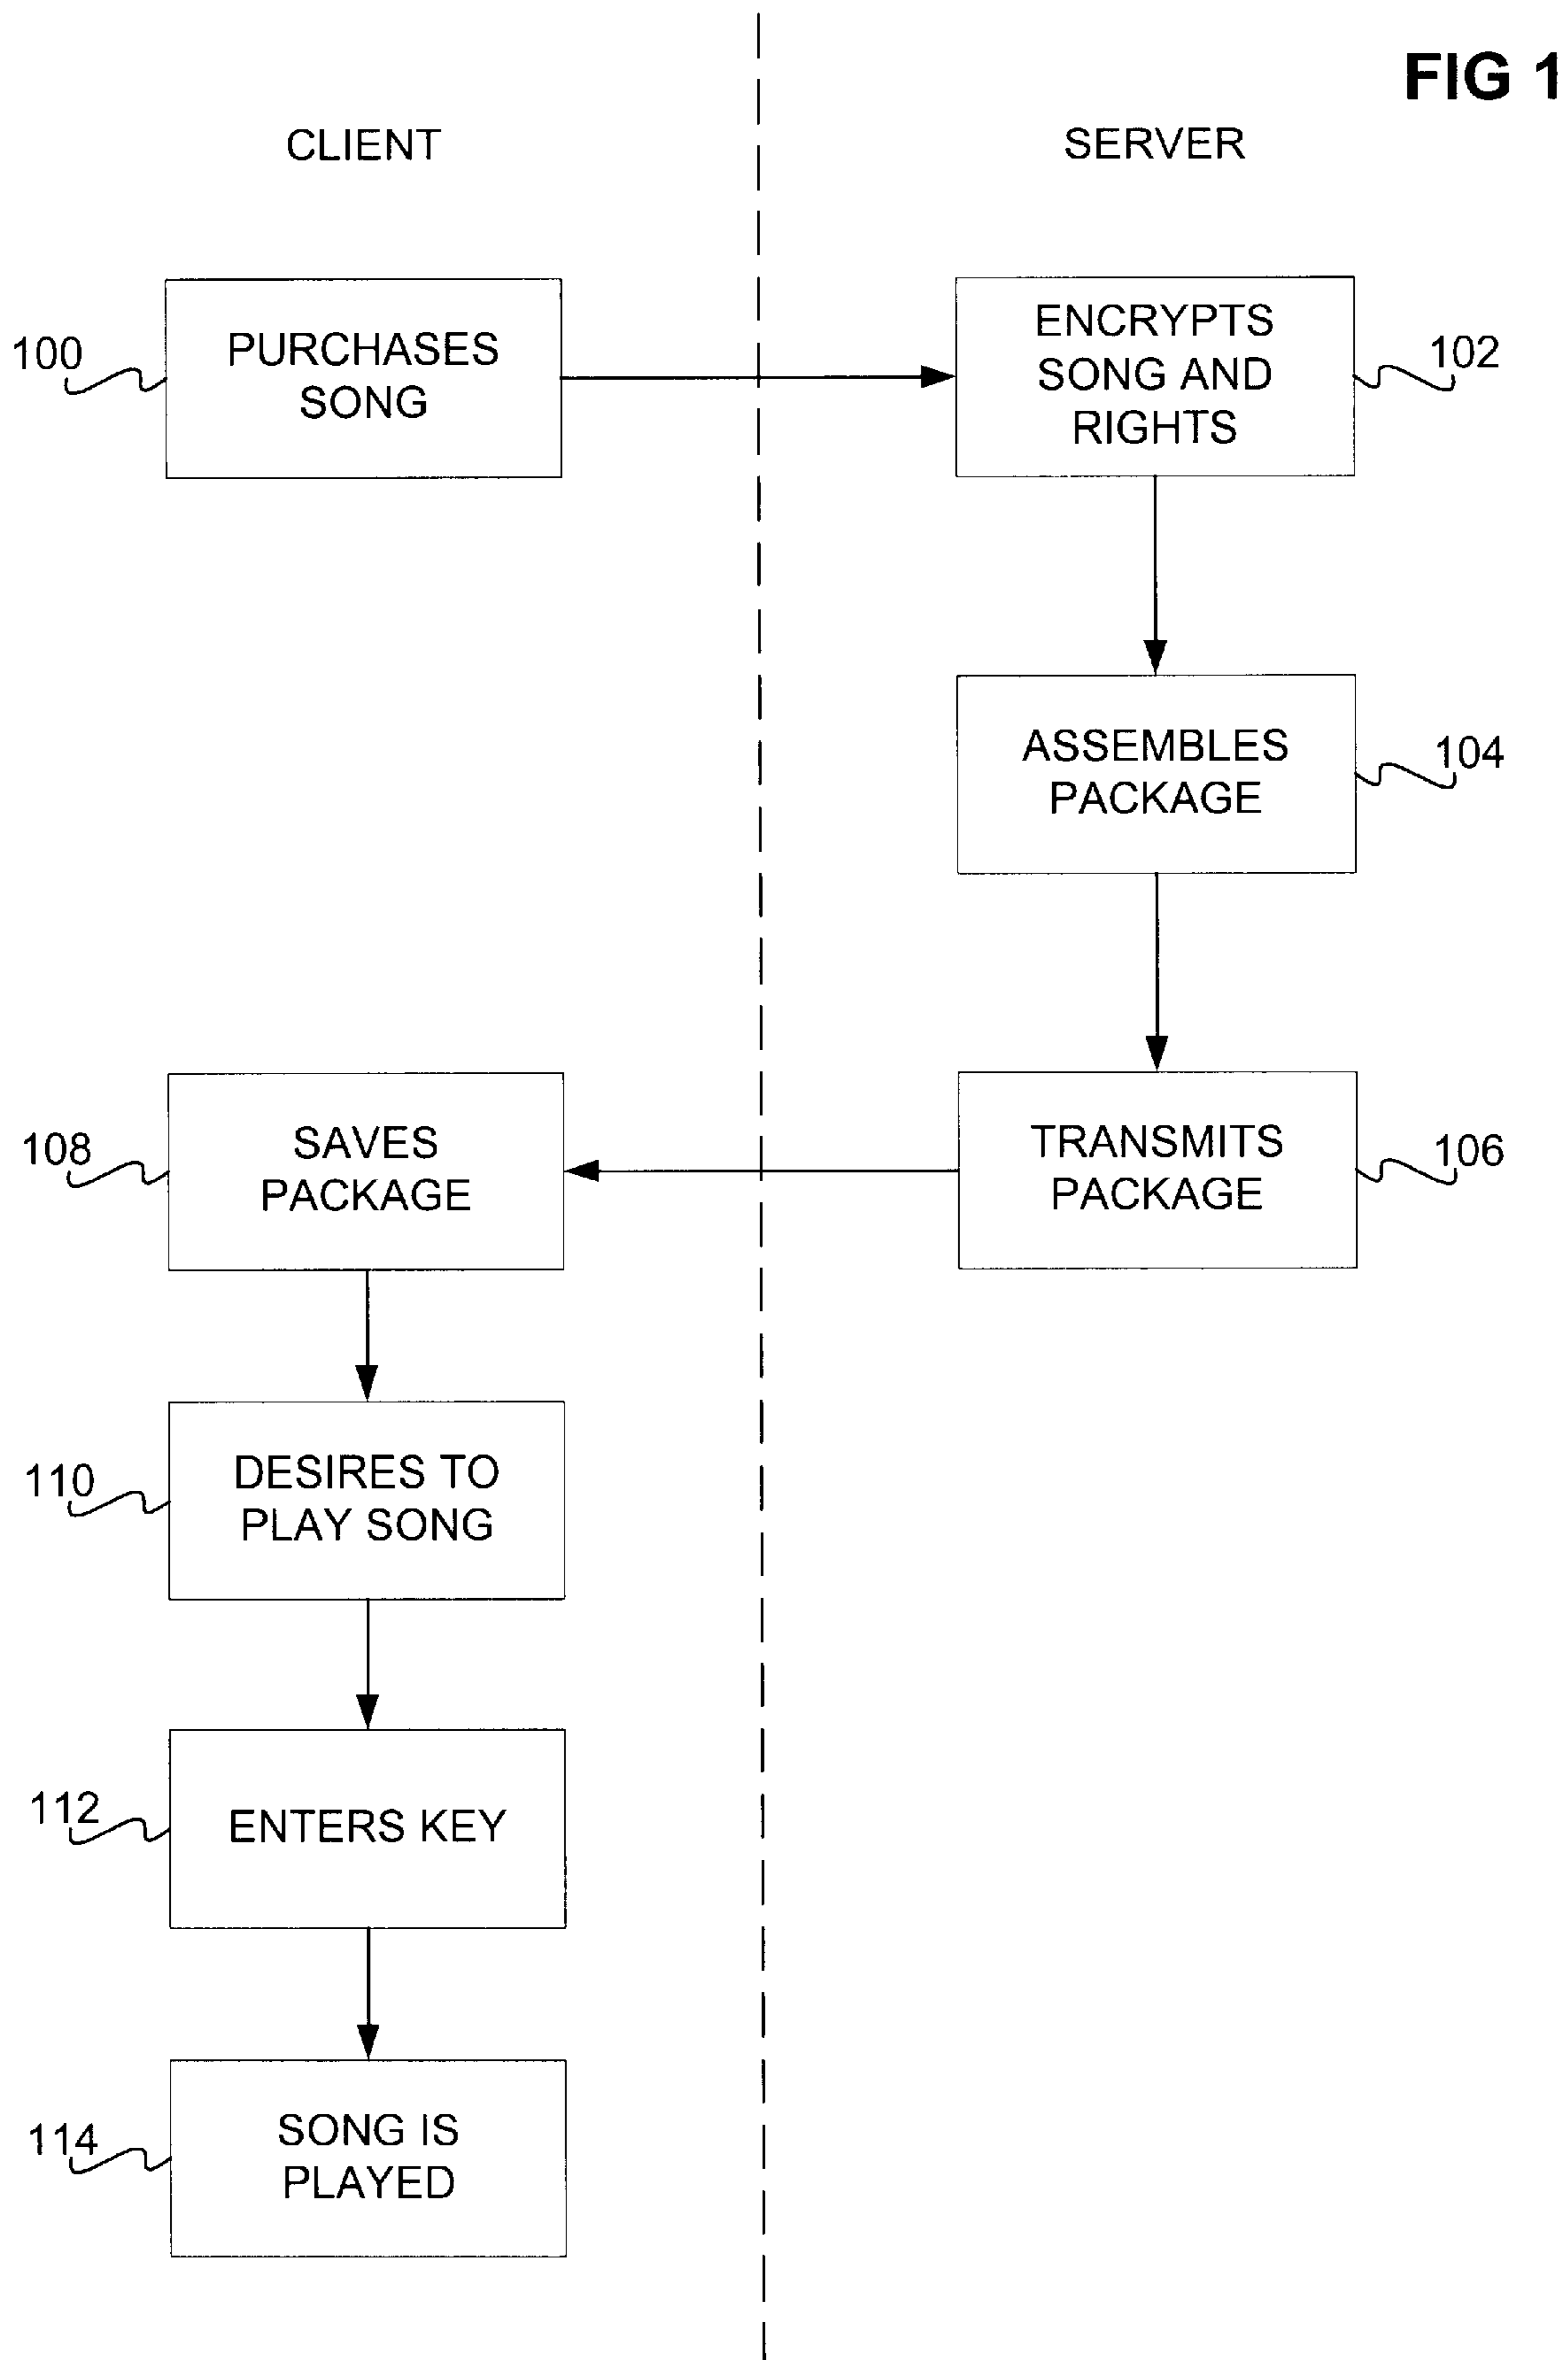 FIG 1
CLIENT
SERVER
100
PURCHASES
SONG
ENCRYPTS
SONG AND
RIGHTS
102
ASSEMBLES
PACKAGE
104
108
SAVES
PACKAGE
TRANSMITS
PACKAGE
106
110
DESIRES TO
PLAY SONG
112
ENTERS KEY
114
SONG IS
PLAYED